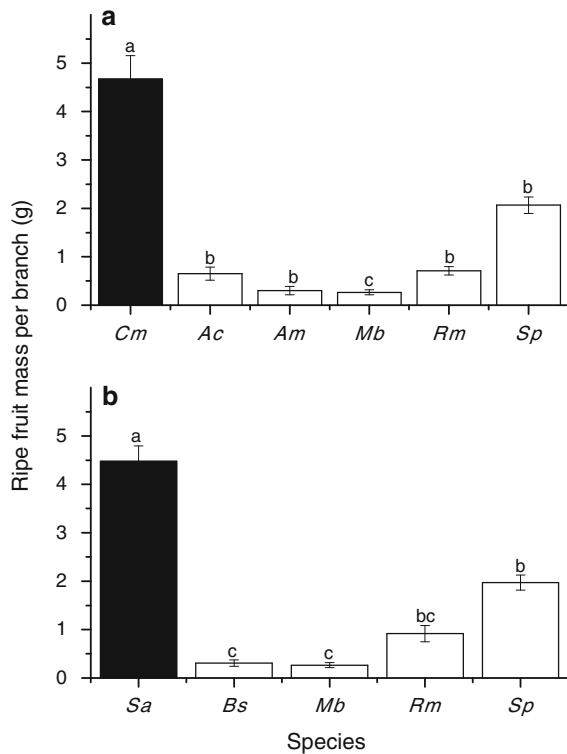 a
a
b
b
c
b
b
5
4
3
2
1
0
Cm Ac Am Mb Rm Sp
Ripe fruit mass per branch (g)
b
a
c
c
bc
b
5
4
3
2
1
0
Sa Bs Mb Rm Sp
Species